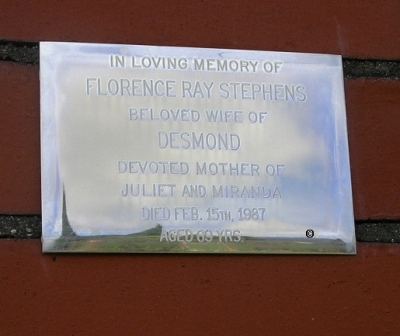 IN LOVING MEMORY OF
FLORENCE RAY STEPHENS
BELOVED WIFE OF
DESMOND
DEVOTED MOTHER OF
JULIET AND MIRANDA
DIED FEB. 15TH, 1987
AGED 69 YRS.